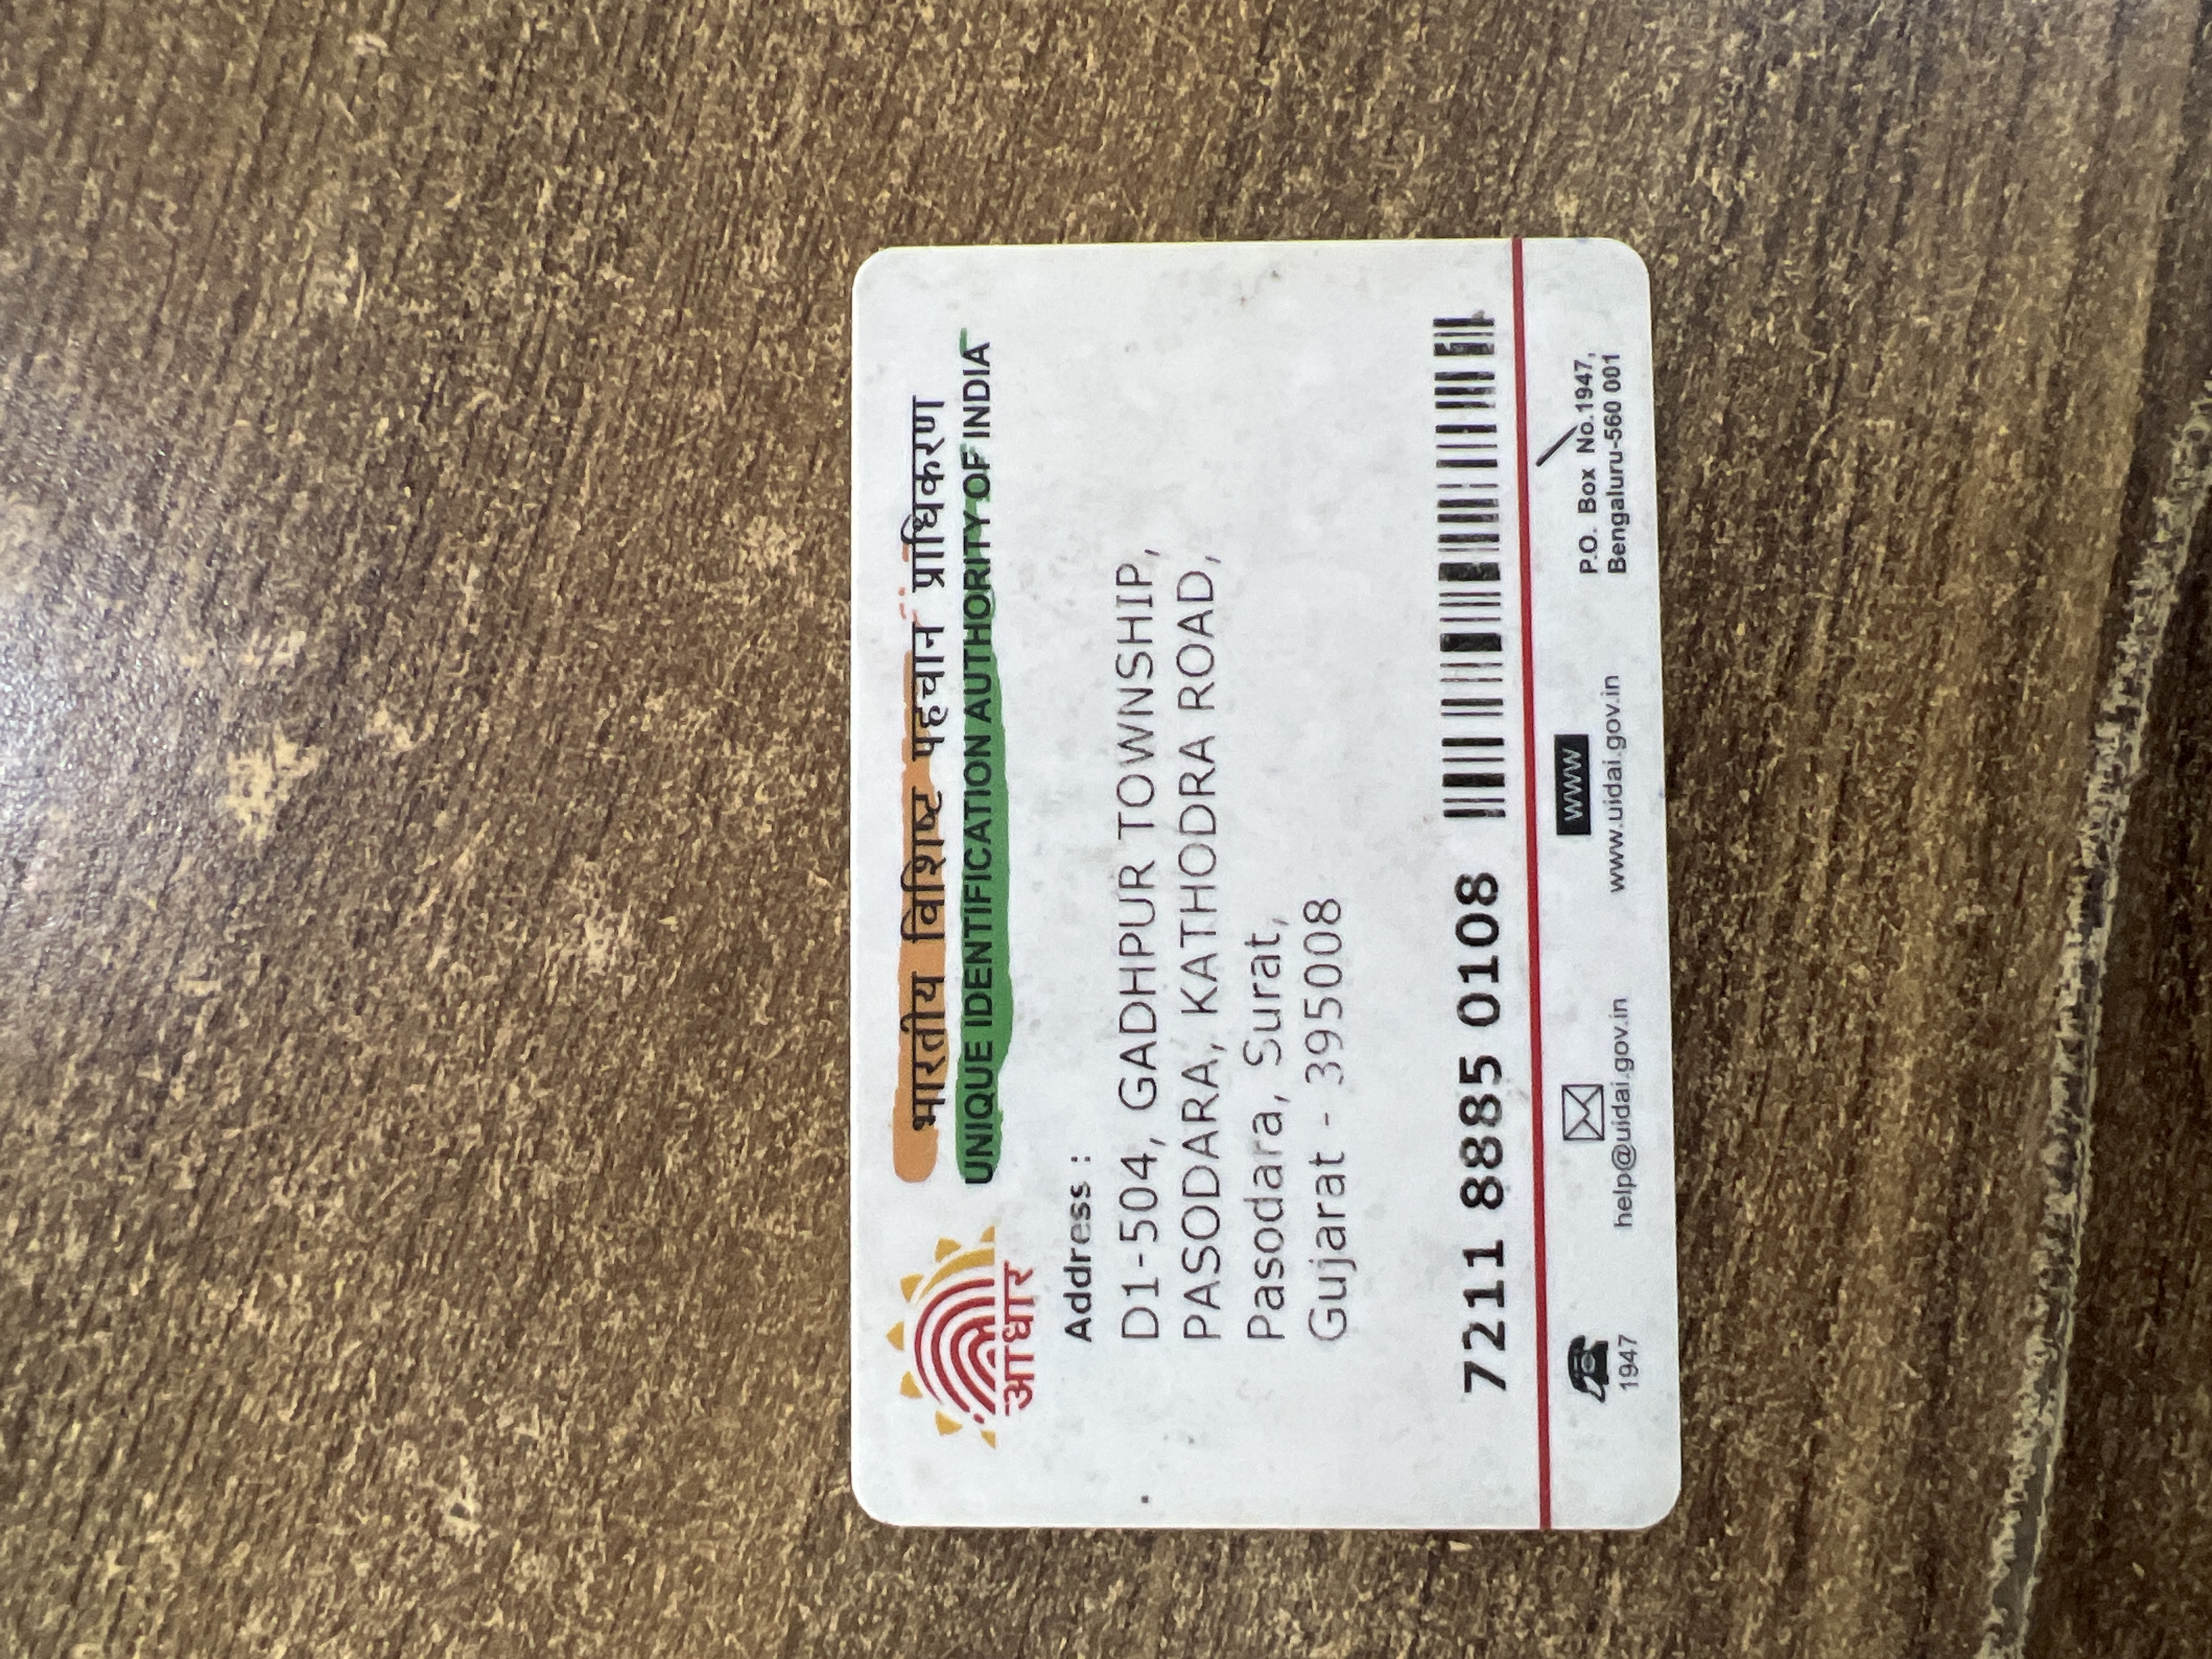 भारतीय विशिष्ट पहचान प्राधिकरण
UNIQUE IDENTIFICATION AUTHORITY OF INDIA
आधार
Address :
D1-504, GADHPUR TOWNSHIP,
PASODARA, KATHODRA ROAD,
Pasodara, Surat,
Gujarat - 395008
7211 8885 0108
1947
help@uidai.gov.in
www
www.uidai.gov.in
P.O. Box No.1947,
Bengaluru-560 001